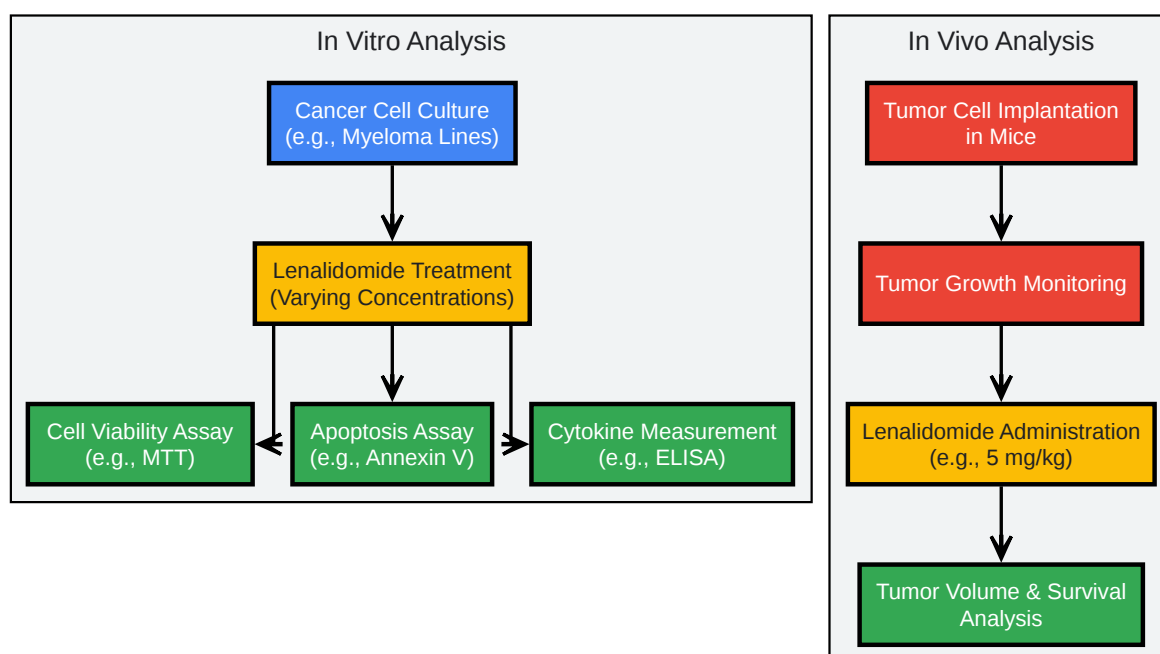 In Vitro Analysis
Cancer Cell Culture
(e.g., Myeloma Lines)
Lenalidomide Treatment
(Varying Concentrations)
Cell Viability Assay
(e.g., MTT)
Apoptosis Assay
(e.g., Annexin V)
Cytokine Measurement
(e.g., ELISA)
In Vivo Analysis
Tumor Cell Implantation
in Mice
Tumor Growth Monitoring
Lenalidomide Administration
(e.g., 5 mg/kg)
Tumor Volume & Survival
Analysis